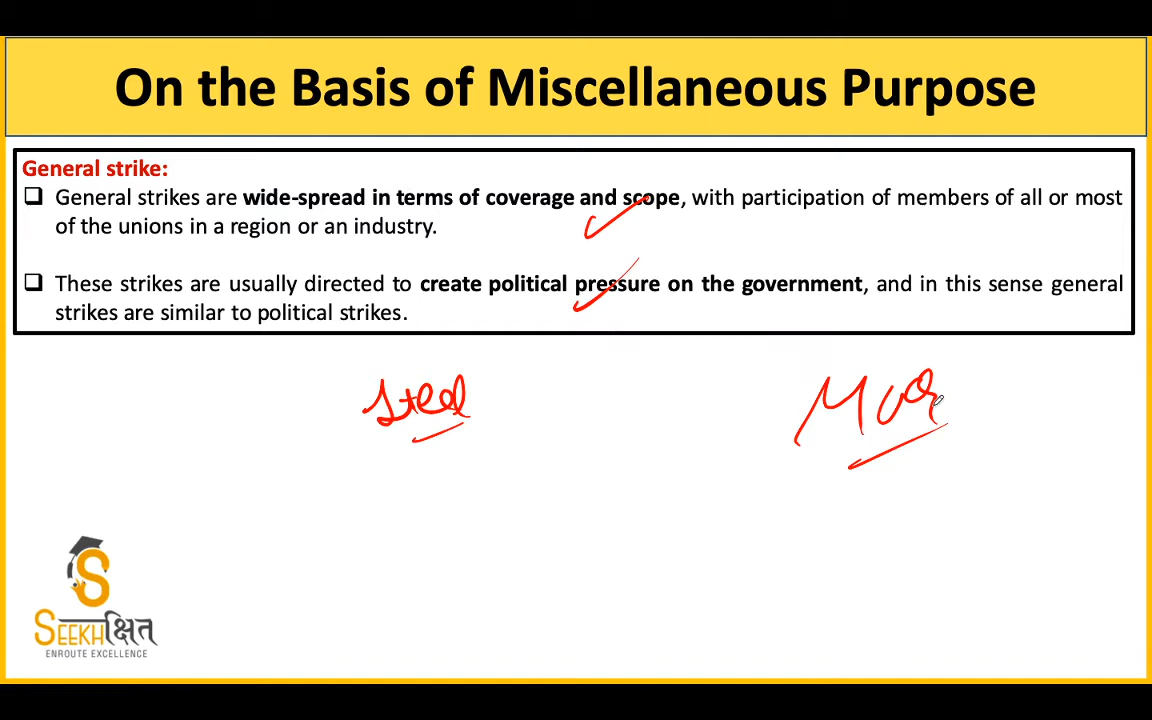 On the Basis of Miscellaneous Purpose
General strike:
❑ General strikes are wide-spread in terms of coverage and scope, with participation of members of all or most
of the unions in a region or an industry.
❑ These strikes are usually directed to create political pressure on the government, and in this sense general
strikes are similar to political strikes.
Steel
SEEKHक्षित
ENROUTE EXCELLENCE